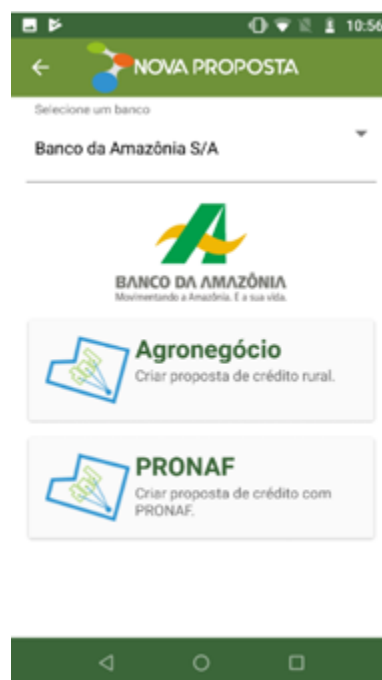 10:56
NOVA PROPOSTA
Selecione um banco
Banco da Amazônia S/A
BANCO DA AMAZÔNIA
Movimentando a Amazônia. E a sua vida.
Agronegócio
Criar proposta de crédito rural.
PRONAF
Criar proposta de crédito com
PRONAF.